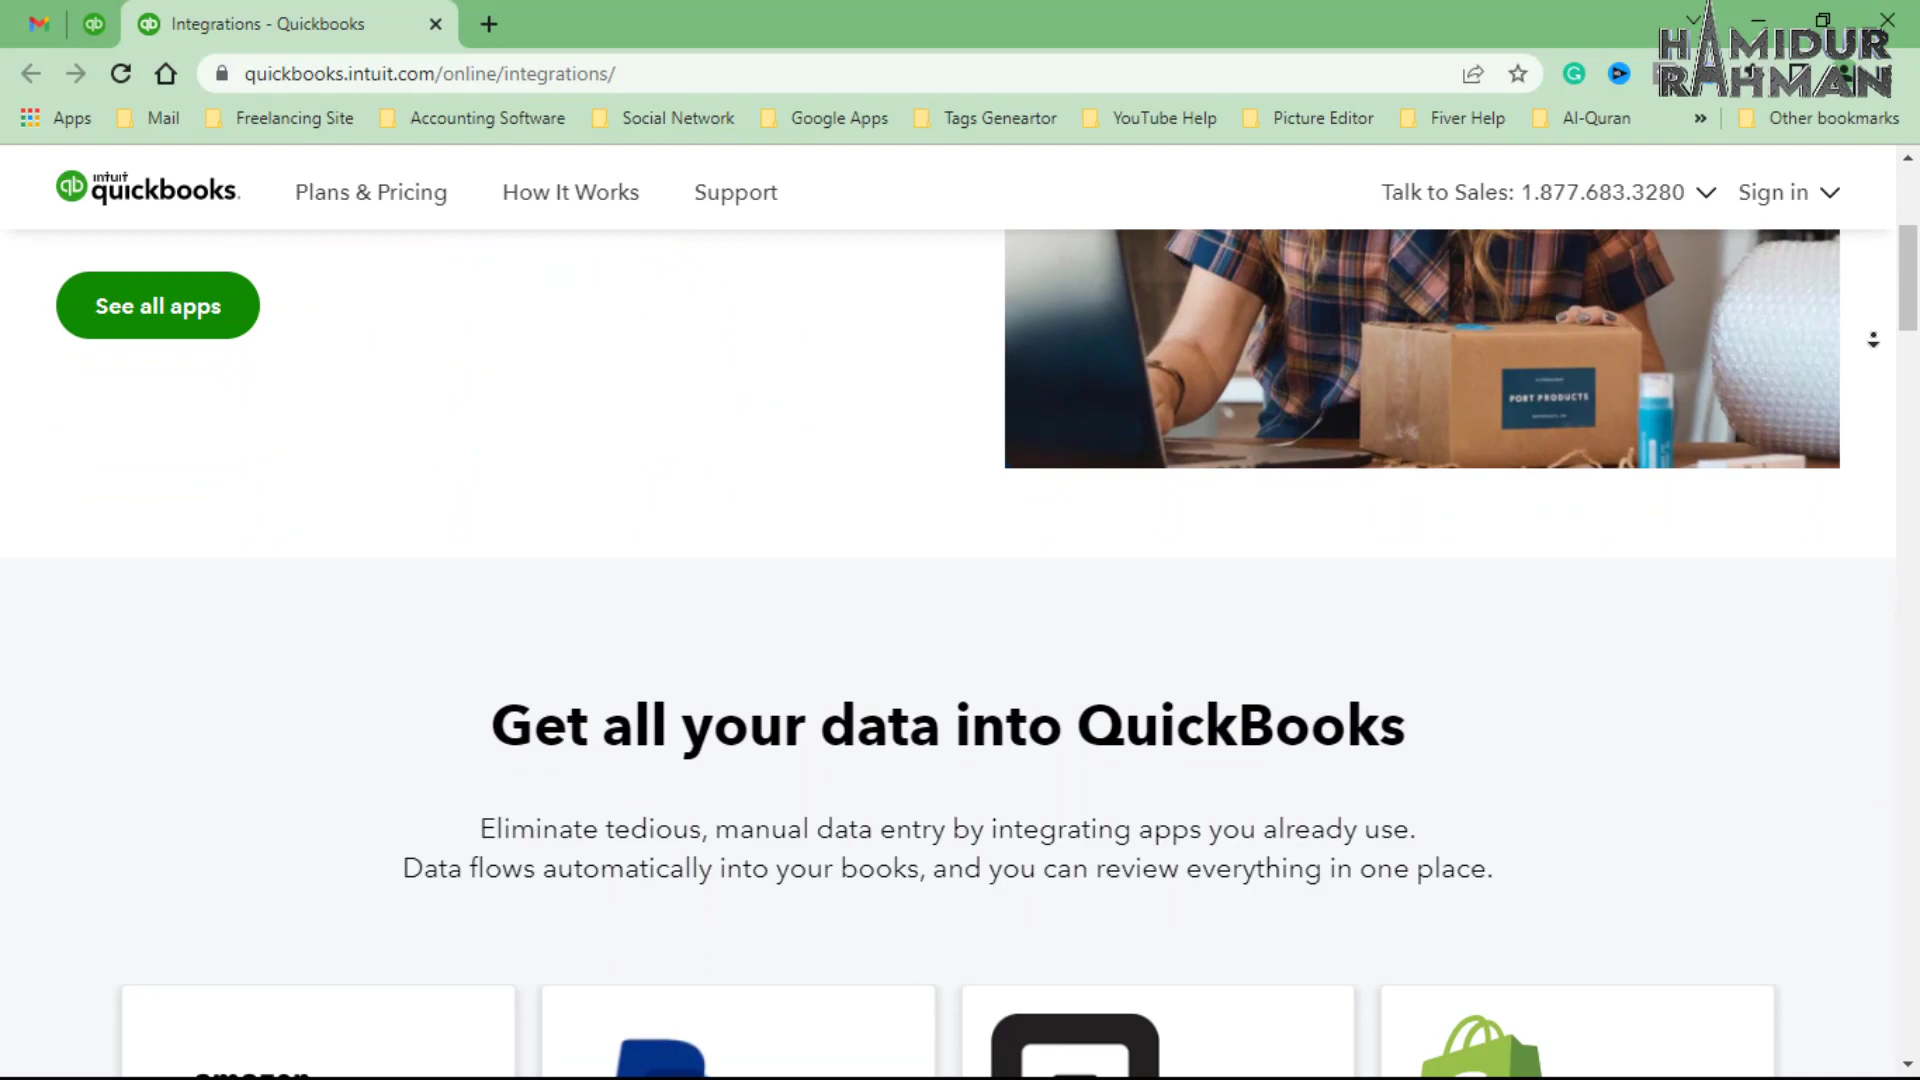 Integrations - Quickbooks
HAMIDUR
RAHMAN
quickbooks.intuit.com/online/integrations/
Apps Mail Freelancing Site Accounting Software Social Network Google Apps Tags Geneartor YouTube Help Picture Editor Fiver Help Al-Quran » Other bookmarks
intuit
quickbooks. Plans & Pricing How It Works Support Talk to Sales: 1.877.683.3280 Sign in
See all apps
PORT PRODUCTS
Get all your data into QuickBooks
Eliminate tedious, manual data entry by integrating apps you already use.
Data flows automatically into your books, and you can review everything in one place.
amazon